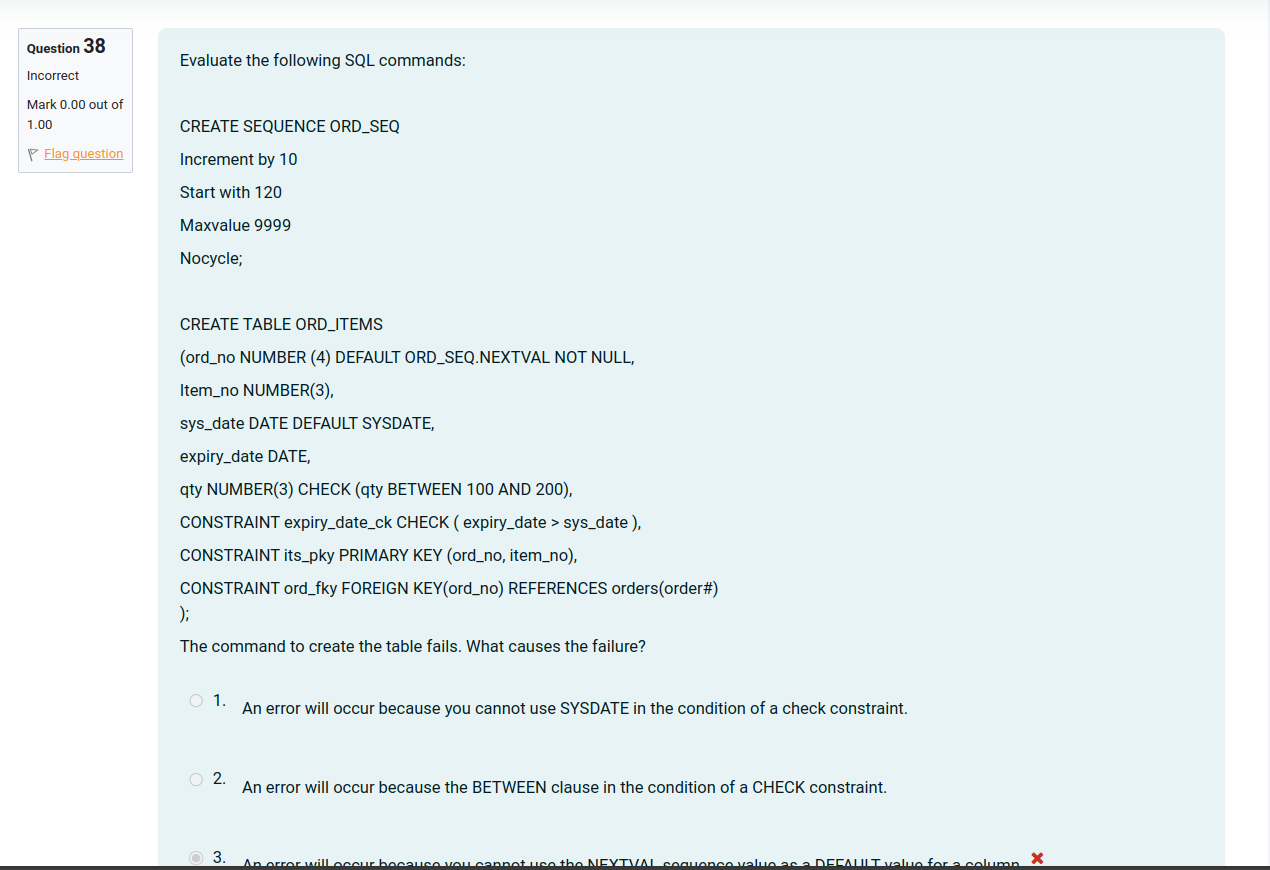 Question 38
Incorrect
Mark 0.00 out of
1.00
Flag question
Evaluate the following SQL commands:
CREATE SEQUENCE ORD_SEQ
Increment by 10
Start with 120
Maxvalue 9999
Nocycle;
CREATE TABLE ORD_ITEMS
(ord_no NUMBER (4) DEFAULT ORD_SEQ.NEXTVAL NOT NULL,
Item_no NUMBER(3),
sys_date DATE DEFAULT SYSDATE,
expiry_date DATE,
qty NUMBER(3) CHECK (qty BETWEEN 100 AND 200),
CONSTRAINT expiry_date_ck CHECK ( expiry_date > sys_date ),
CONSTRAINT its_pky PRIMARY KEY (ord_no, item_no),
CONSTRAINT ord_fky FOREIGN KEY(ord_no) REFERENCES orders(order#)
);
The command to create the table fails. What causes the failure?
1. An error will occur because you cannot use SYSDATE in the condition of a check constraint.
2. An error will occur because the BETWEEN clause in the condition of a CHECK constraint.
3. An error will occur because you cannot use the NEXTVAL sequence value as a DEFAULT value for a column